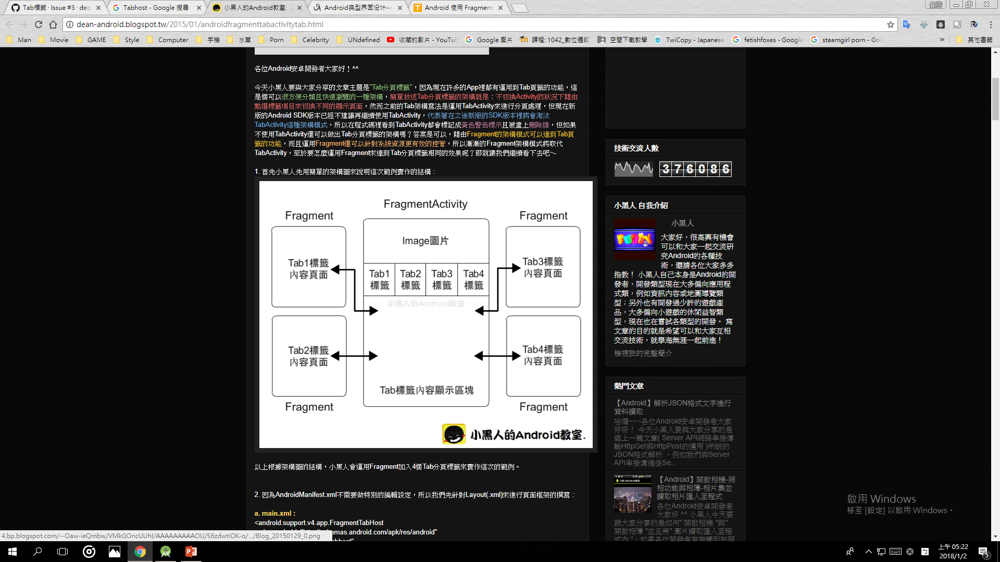 Tab標籤 · Issue #3 · deo
Tabhost - Google 搜尋
小黑人的Android教室:
Android典型界面设计—
Android 使用 Fragment
銘浩
dean-android.blogspot.tw/2015/01/androidfragmenttabactivitytab.html
Man
Movie
GAME
Style
Computer
手機
水草
Porn
Celebrity
UNdefined
收藏的影片 - YouTub
Google 图片
課程: 1042_數位邏輯
空間下載教學
TwiCopy - Japanese
fetishfoxes - Google
steamgirl porn - Go
»
其他書籤
各位Android安卓開發者大家好！^^
今天小黑人要與大家分享的文章主題是"Tab分頁標籤"，因為現在許多的App裡都有運用到Tab頁籤的功能，這
是個可以很方便分類且快速瀏覽的一種架構，簡單敘述Tab分頁標籤的架構就是：不切換Activity的狀況下藉由
點選標籤項目來切換不同的顯示頁面，然而之前的Tab架構寫法是運用TabActivity來進行分頁處理，但現在新
版的Android SDK版本已經不建議再繼續使用TabActivity，代表著在之後新版的SDK版本裡將會淘汰
TabActivity這種架構模式，所以在程式碼裡看到TabActivity都會標記成黃色警告標示且被畫上刪除線，但如果
不使用TabActivity還可以做出Tab分頁標籤的架構嗎？答案是可以，藉由Fragment的架構模式可以達到Tab頁
籤的功能，而且運用Fragment還可以針對系統資源更有效的控管，所以漸漸的Fragment架構模式將取代
TabActivity，至於要怎麼運用Fragment來達到Tab分頁標籤相同的效果呢？那就讓我們繼續看下去吧～
1. 首先小黑人先用簡單的架構圖來說明這次範例實作的結構：
FragmentActivity
Fragment
Fragment
Image圖片
Tab1標籤
內容頁面
Tab1
標籤
Tab2
標籤
Tab3
標籤
Tab4
標籤
Tab3標籤
內容頁面
小黑人的Android教室
Tab2標籤
內容頁面
Tab4標籤
內容頁面
Tab標籤內容顯示區塊
Fragment
Fragment
小黑人的Android教室.
以上根據架構圖的結構，小黑人會運用Fragment加入4個Tab分頁標籤來實作這次的範例。
2. 因為AndroidManifest.xml不需要做特別的編輯設定，所以我們先針對Layout(.xml)來進行頁面框架的撰寫：
a. main.xml :
<android.support.v4.app.FragmentTabHost
4.bp.blogspot.com/--Oaw-ieQmbw/VMkGOncUUhI/AAAAAAAAAOU/S6zdwtiOK-o/.../Blog_20150129_0.png
技術交流人數
376086
小黑人 自我介紹
小黑人
大家好，很高興有機會
可以和大家一起交流研
究Android的各種技
術，還請各位大家多多
指教！ 小黑人自己本身是Android的開
發者，開發類型現在大多偏向應用程
式類，例如資訊內容或地圖導覽類
型；另外也有開發過少許的遊戲產
品，大多偏向小遊戲的休閒益智類
型，現在也在嘗試各類型的開發。 寫
文章的目的就是希望可以和大家互相
交流技術，就學海無涯一起前進！
檢視我的完整簡介
熱門文章
【Android】解析JSON格式文字進行
資料讀取
哈囉~~~各位Android安卓開發者大家
好呀！ 今天小黑人要與大家分享的是
繼上一篇文章( Server API網路串接傳
輸HttpGet與HttpPost的運用 )所說的
JSON格式解析 ，例如我們與Server
API串接溝通後Se...
【Android】開啟相機-照
相功能與相簿-相片集並
讀取相片匯入至程式
各位Android安卓開發者
大家好 ^^ 小黑人今天要
跟大家分享的是如何" 開啟相機 "與"
開啟相簿 "並且將" 圖片讀取匯入至程
啟用 Windows
移至 [設定] 以啟用 Windows。
上午 05:22
2018/1/2
5